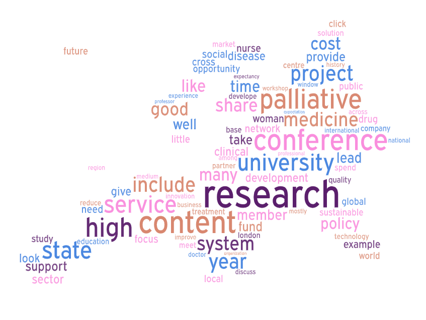 click
solution
market
nurse
cost
future
social disease
provide
cross
opportunity
centre
history
project
expectancy
like
time
window
public
experience
develope
professor
workshop
share
palliative
good
across
woman
medicine
drug
well
network
international
company
base
take
conference
national
little
clinical
among
partner
university
lead
many
development
spend
region
medium
include
research
quality
innovation
give
reduce
service
business
global
need
content
member
sustainable
treatment
high
fund
policy
study
education
focus
improve
london
system
technology
state
meet
example
look
doctor
organisation
year
world
support
discuss
sector
local
mostly